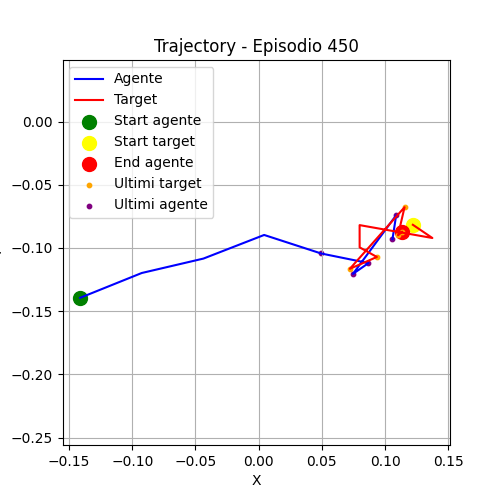 Trajectory - Episodio 450
Agente
Target
Start agente
Start target
End agente
Ultimi target
Ultimi agente
0.00
−0.05
−0.10
−0.15
−0.20
−0.25
−0.15
−0.10
−0.05
0.00
0.05
0.10
0.15
X